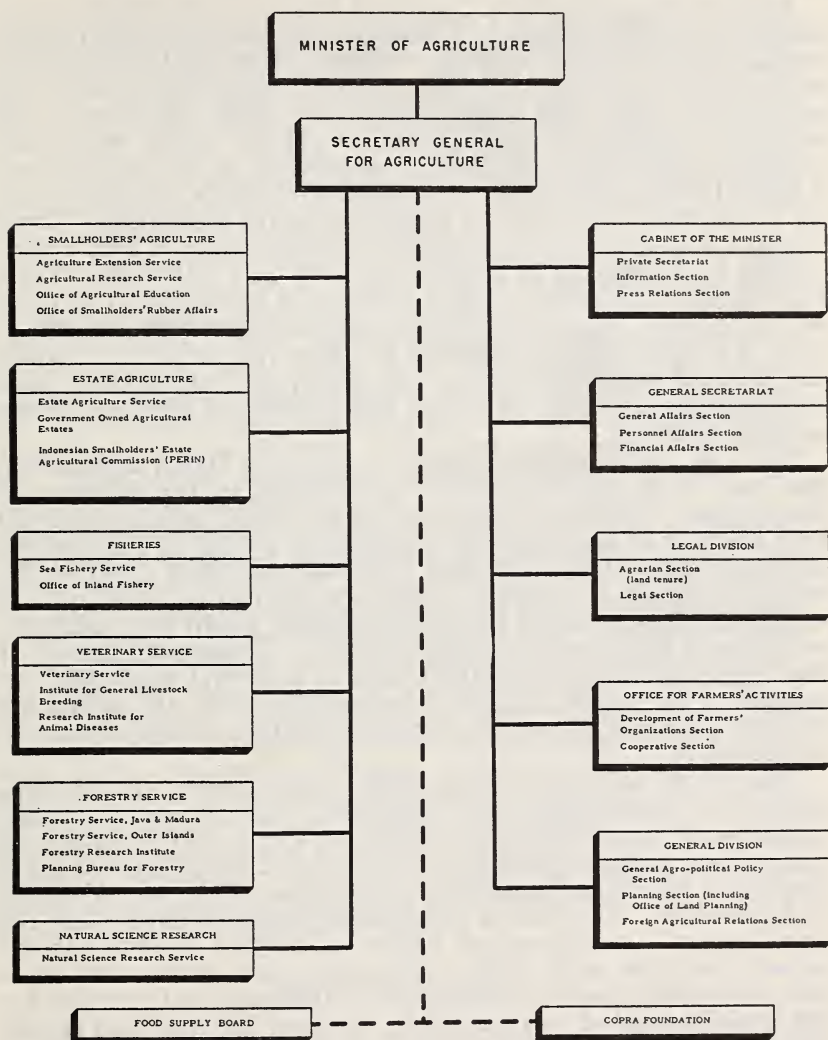 MINISTER OF AGRICULTURE
SECRETARY GENERAL
FOR AGRICULTURE
SMALLHOLDERS' AGRICULTURE
Agriculture Extension Service
Agricultural Research Service
Office of Agricultural Education
Office of Smallholders' Rubber Affairs
ESTATE AGRICULTURE
Estate Agriculture Service
Government Owned Agricultural
Estates
Indonesian Smallholders' Estate
Agricultural Commission (PERIN)
FISHERIES
Sea Fishery Service
Office of Inland Fishery
VETERINARY SERVICE
Veterinary Service
Institute for General Livestock
Breeding
Research Institute for
Animal Diseases
FORESTRY SERVICE
Forestry Service, Java & Madura
Forestry Service, Outer Islands
Forestry Research Institute
Planning Bureau for Forestry
NATURAL SCIENCE RESEARCH
Natural Science Research Service
CABINET OF THE MINISTER
Private Secretariat
Information Section
Press Relations Section
GENERAL SECRETARIAT
General Affairs Section
Personnel Affairs Section
Financial Affairs Section
LEGAL DIVISION
Agrarian Section
(land tenure)
Legal Section
OFFICE FOR FARMERS' ACTIVITIES
Development of Farmers'
Organizations Section
Cooperative Section
GENERAL DIVISION
General Agro-political Policy
Section
Planning Section (including
Office of Land Planning)
Foreign Agricultural Relations Section
FOOD SUPPLY BOARD
COPRA FOUNDATION